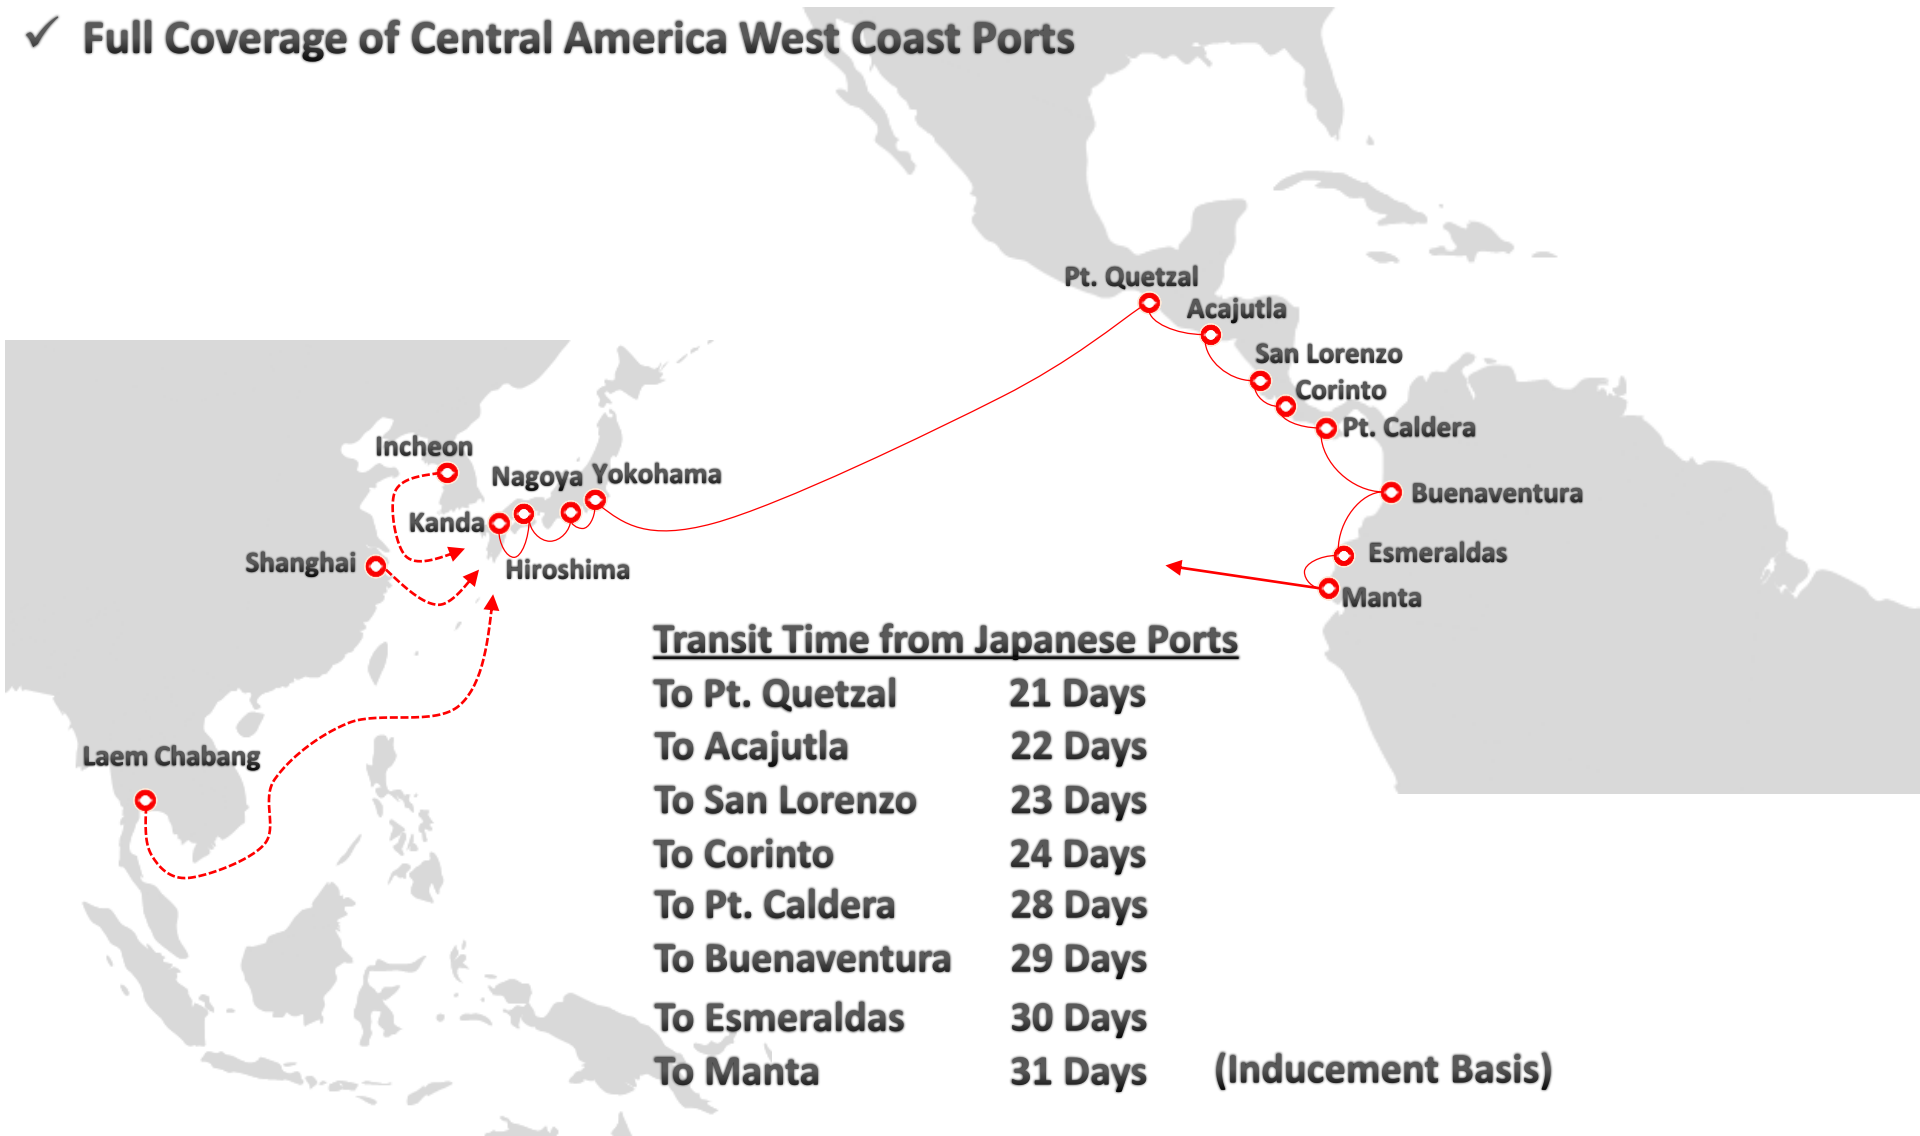 ✓ Full Coverage of Central America West Coast Ports
Pt. Quetzal
Acajutla
San Lorenzo
Corinto
Pt. Caldera
Incheon
Nagoya
Yokohama
Buenaventura
Kanda
Shanghai
Hiroshima
Esmeraldas
Manta
Laem Chabang
Transit Time from Japanese Ports
To Pt. Quetzal 21 Days
To Acajutla 22 Days
To San Lorenzo 23 Days
To Corinto 24 Days
To Pt. Caldera 28 Days
To Buenaventura 29 Days
To Esmeraldas 30 Days
To Manta 31 Days (Inducement Basis)